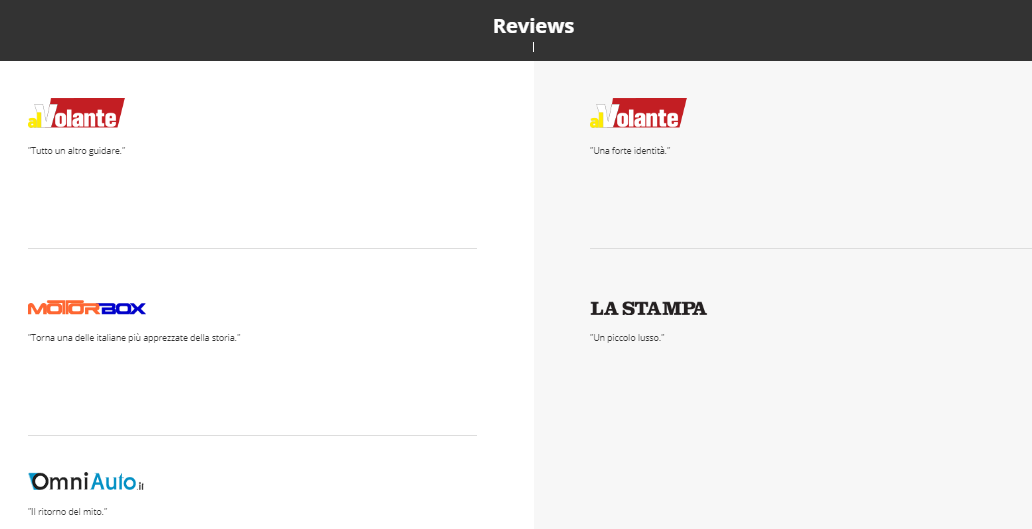 Reviews
alVolante
"Tutto un altro guidare."
MOTORBOX
"Torna una delle italiane più apprezzate della storia."
OmniAuto.it
"Il ritorno del mito."
alVolante
"Una forte identità."
LA STAMPA
"Un piccolo lusso."